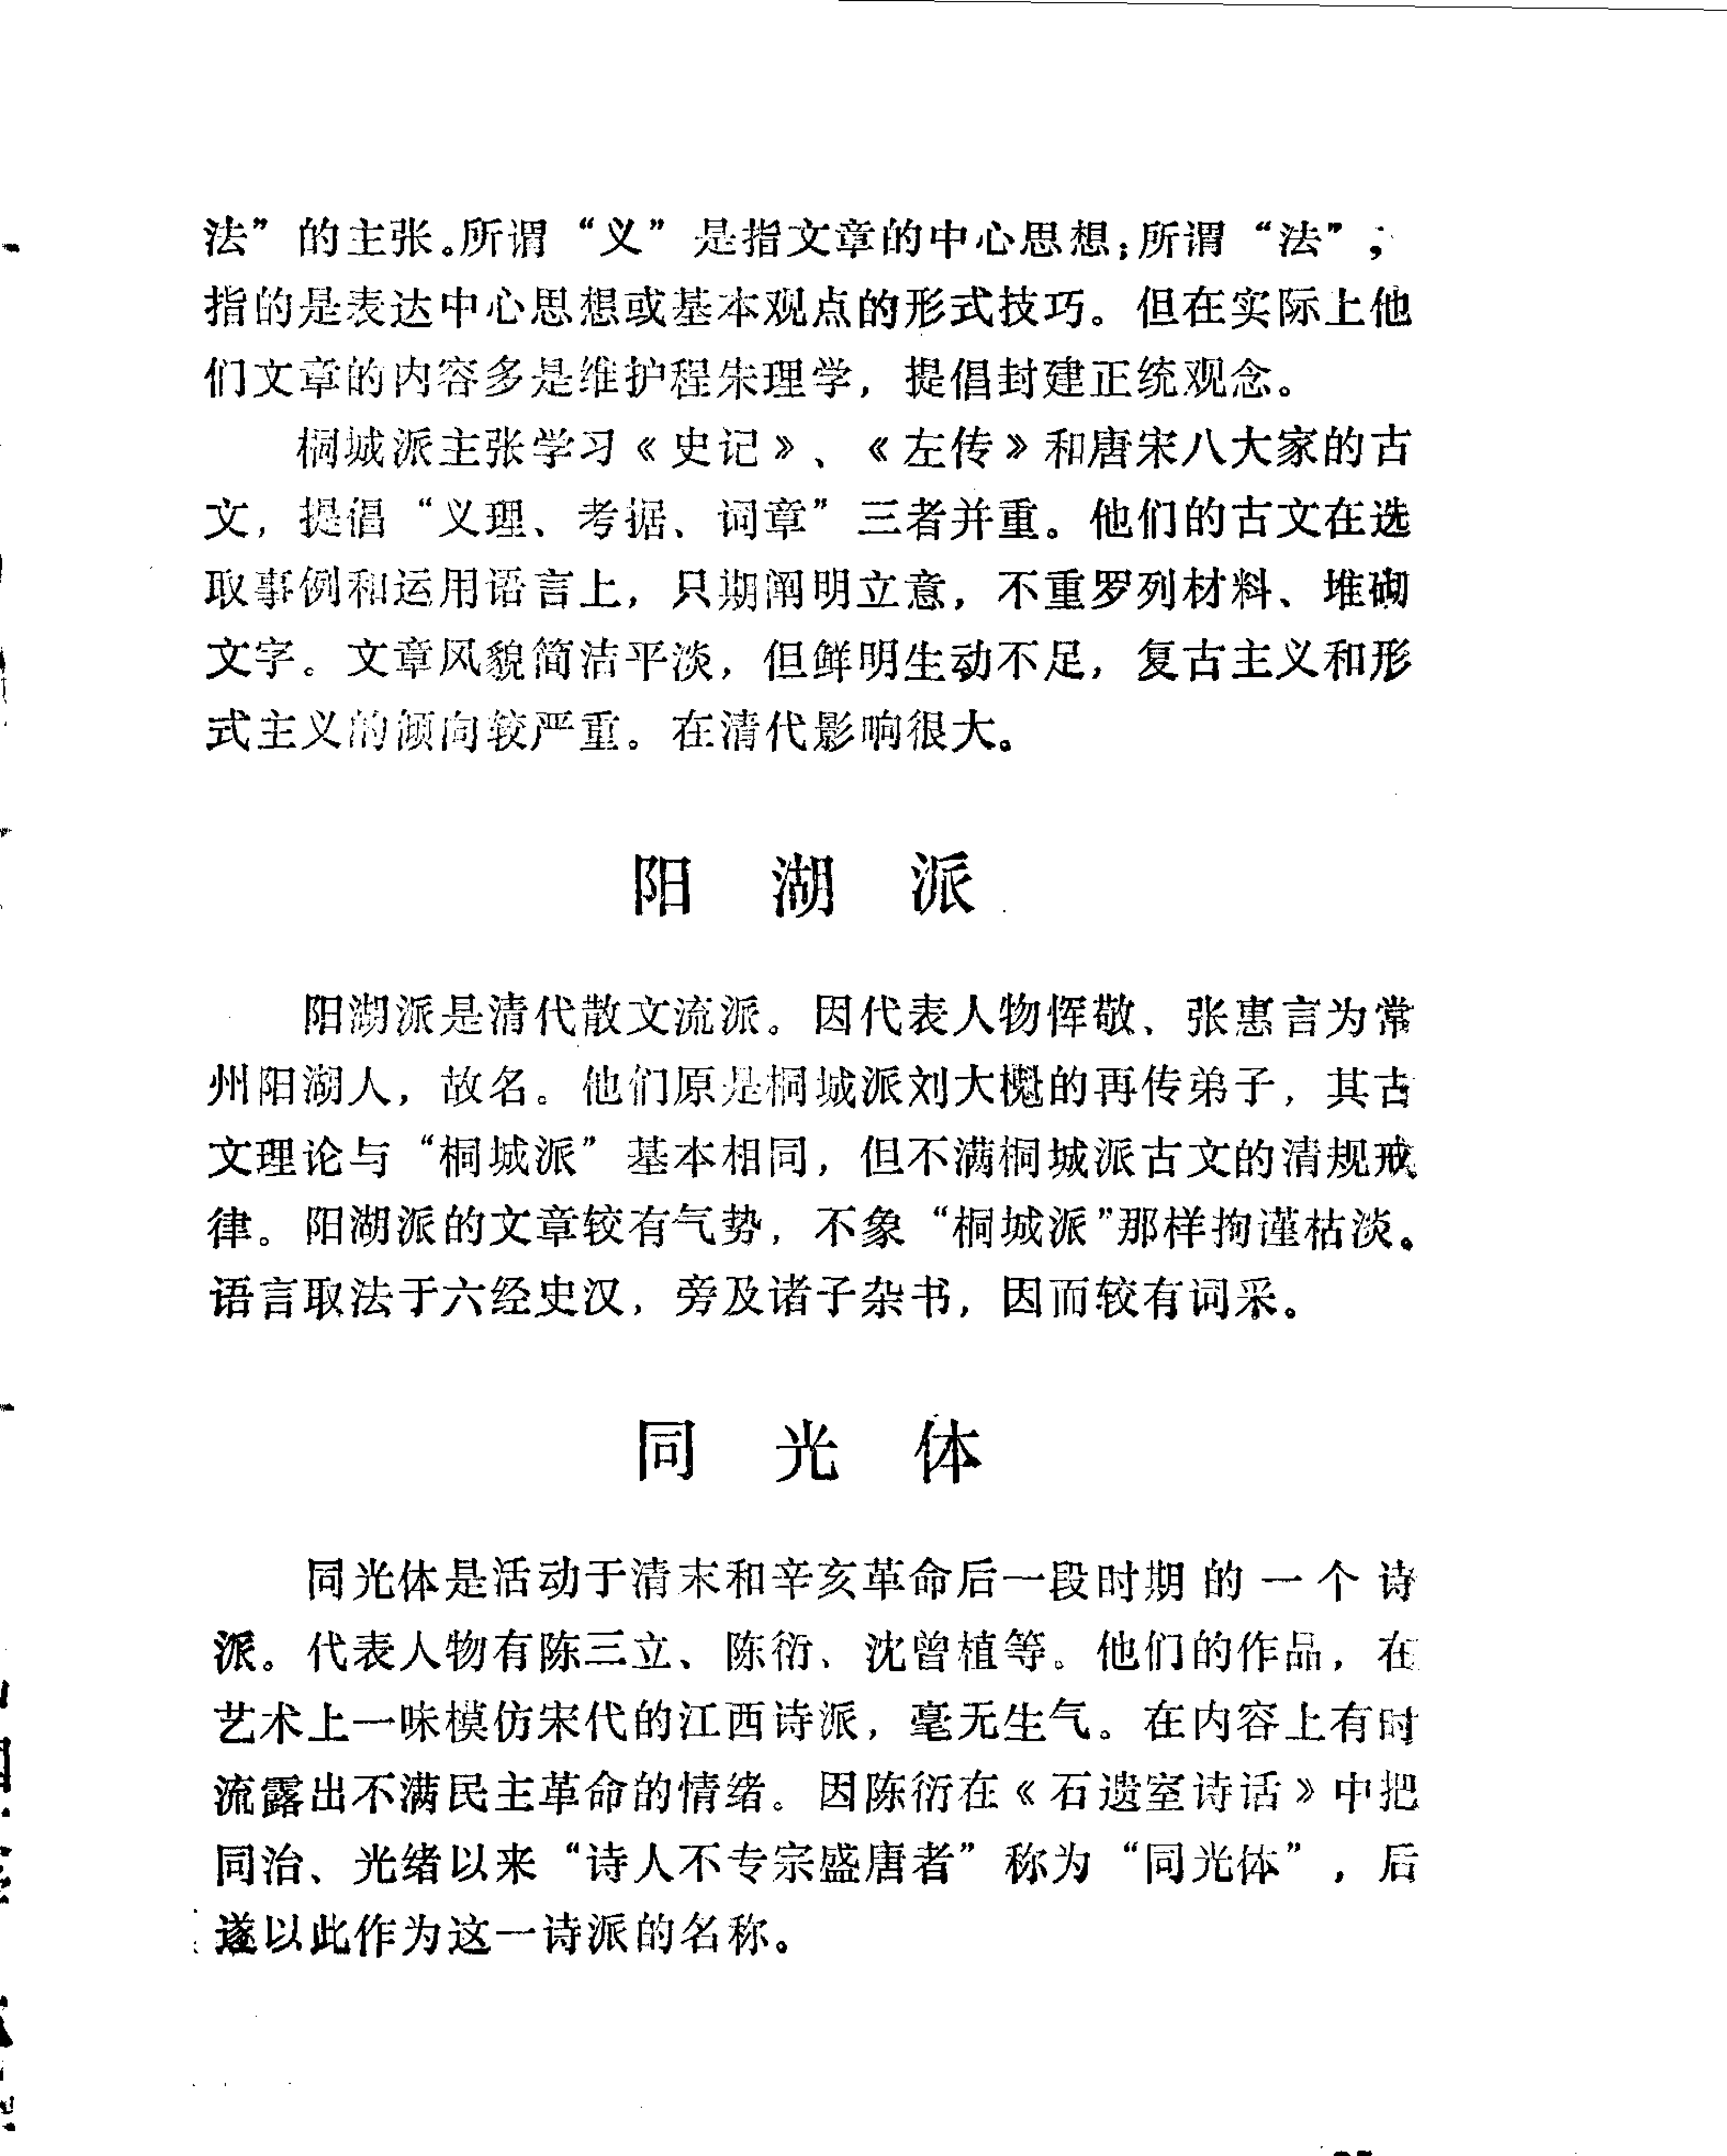 法”的主张。所谓“义”是指文章的中心思想；所谓“法”；
指的是表达中心思想或基本观点的形式技巧。但在实际上他
们文章的内容多是维护程朱理学，提倡封建正统观念。
桐城派主张学习《史记》、《左传》和唐宋八大家的古
文，提倡“义理、考据、词章”三者并重。他们的古文在选
取事例和运用语言上，只期阐明立意，不重罗列材料、堆砌
文字。文章风貌简洁平淡，但鲜明生动不足，复古主义和形
式主义的倾向较严重。在清代影响很大。
阳湖派
阳湖派是清代散文流派。因代表人物恽敬、张惠言为常
州阳湖人，故名。他们原是桐城派刘大櫆的再传弟子，其古
文理论与“桐城派”基本相同，但不满桐城派古文的清规戒
律。阳湖派的文章较有气势，不象“桐城派”那样拘谨枯淡。
语言取法于六经史汉，旁及诸子杂书，因而较有词采。
同光体
同光体是活动于清末和辛亥革命后一段时期的一个诗
派。代表人物有陈三立、陈衍、沈曾植等。他们的作品，在
艺术上一味模仿宋代的江西诗派，毫无生气。在内容上有时
流露出不满民主革命的情绪。因陈衍在《石遗室诗话》中把
同治、光绪以来“诗人不专宗盛唐者”称为“同光体”，后
遂以此作为这一诗派的名称。